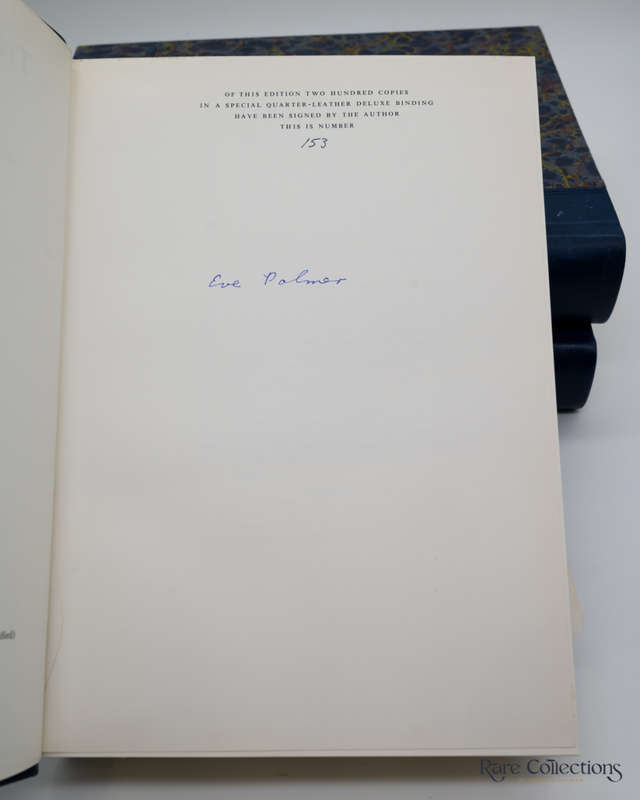 OF THIS EDITION TWO HUNDRED COPIES
IN A SPECIAL QUARTER-LEATHER DELUXE BINDING
HAVE BEEN SIGNED BY THE AUTHOR
THIS IS NUMBER
153
Eve Palmer
Rare Collections